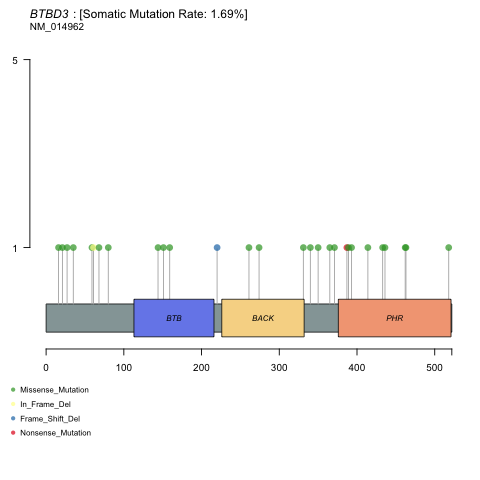 BTBD3 : [Somatic Mutation Rate: 1.69%]
NM_014962
5
1
BTB
BACK
PHR
0 100 200 300 400 500
Missense_Mutation
In_Frame_Del
Frame_Shift_Del
Nonsense_Mutation